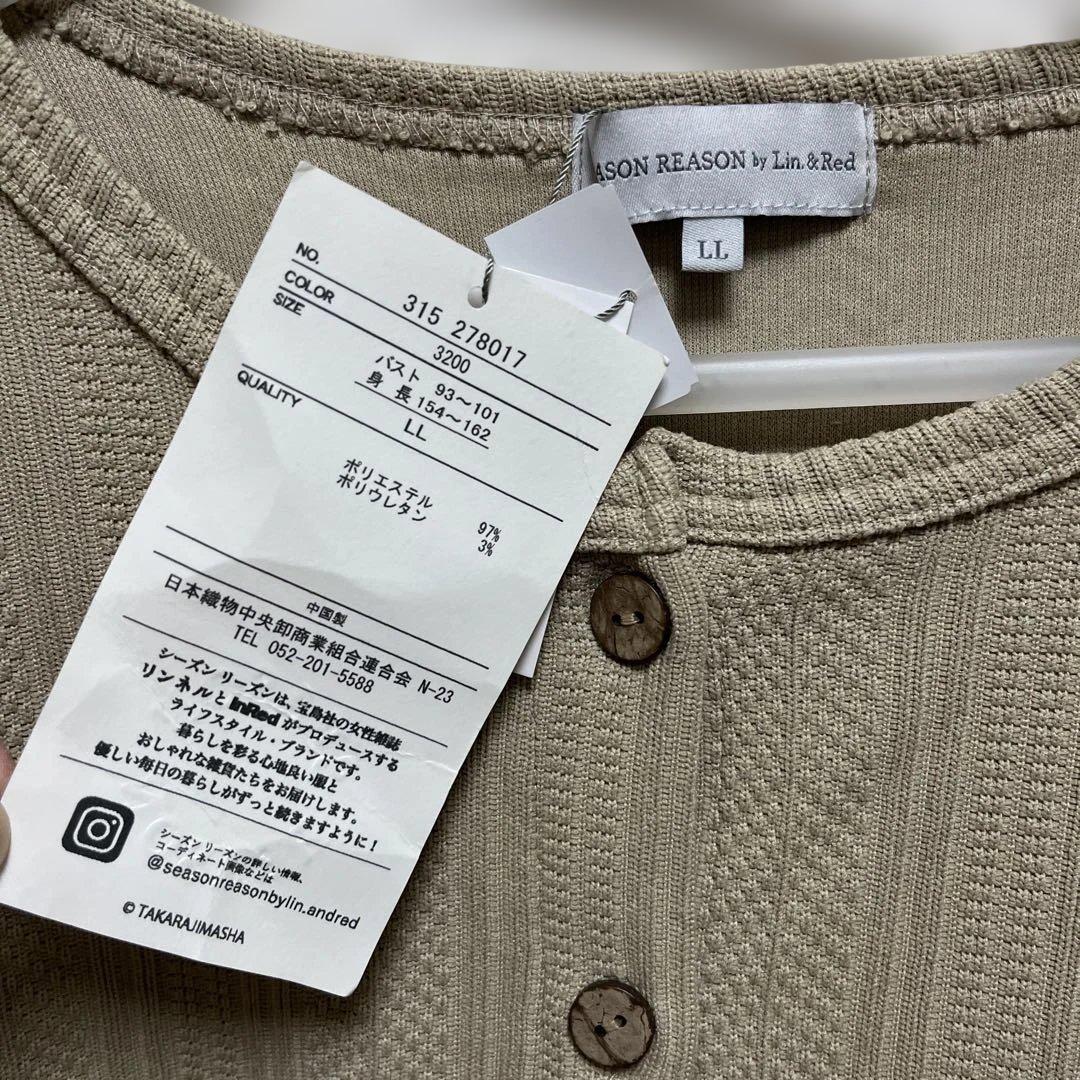 ASON REASON by Lin.&Red
LL
NO. 315 278017
COLOR 3200
SIZE バスト 93～101
身 長 154～162
LL
QUALITY
ポリエステル 97%
ポリウレタン 3%
中国製
日本織物中央卸商業組合連合会 N-23
TEL 052-201-5588
シーズン リーズンは、宝島社の女性雑誌
リンネルと InRed がプロデュースする
ライフスタイル・ブランドです。
暮らしを彩る心地良い服と
おしゃれな雑貨たちをお届けします。
優しい毎日の暮らしがずっと続きますように！
シーズン リーズンの詳しい情報、
コーディネート画像などは
@seasonreasonbylin.andred
© TAKARAJIMASHA